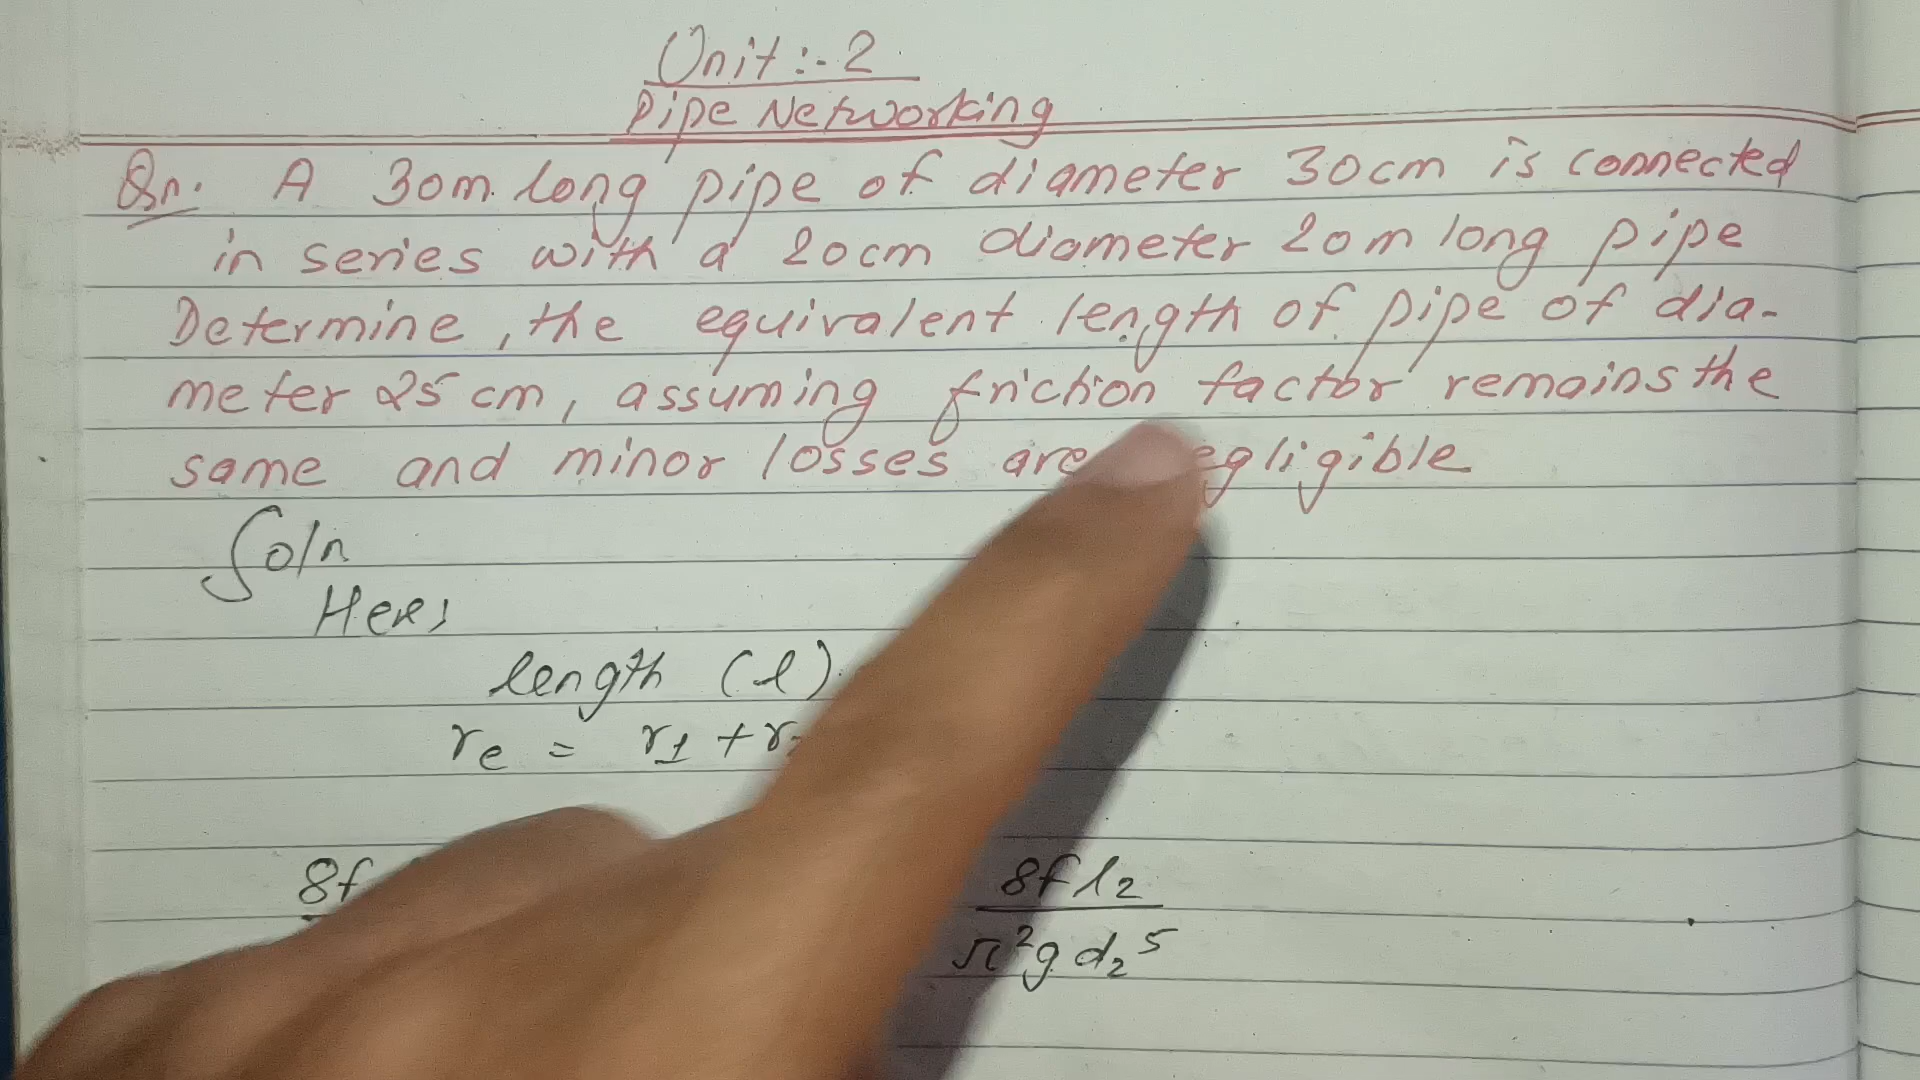 Unit :- 2
Pipe Networking
Qn. A 30m long pipe of diameter 30cm is connected
in series with a 20cm diameter 20m long pipe
Determine, the equivalent length of pipe of dia-
meter 25 cm, assuming friction factor remains the
same and minor losses are egligible
Soln
Here,
length (l)
re = r1 + r
8f 8fl2
π²g d2⁵